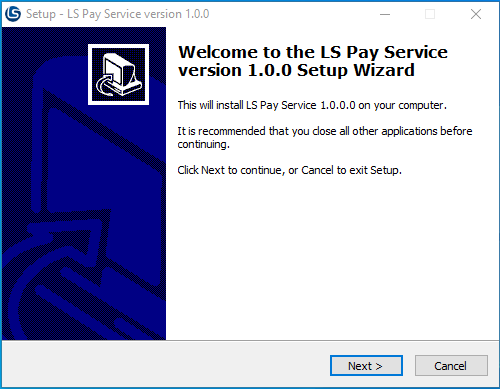 Setup - LS Pay Service version 1.0.0
Welcome to the LS Pay Service
version 1.0.0 Setup Wizard
This will install LS Pay Service 1.0.0.0 on your computer.
It is recommended that you close all other applications before
continuing.
Click Next to continue, or Cancel to exit Setup.
Next > Cancel